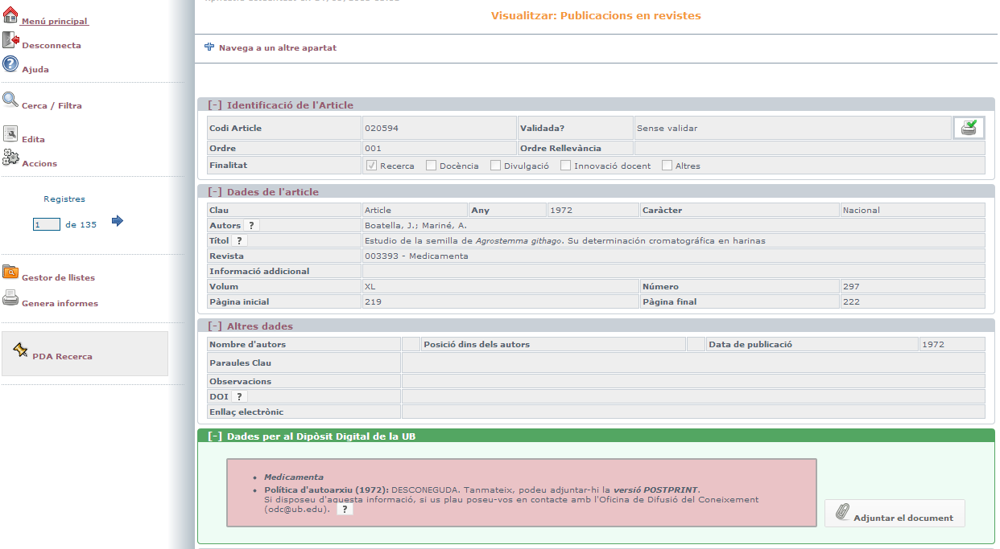 Visualitzar: Publicacions en revistes
Menú principal
Desconnecta
Ajuda
Cerca / Filtra
Edita
Accions
Registres
1 de 135
Gestor de llistes
Genera informes
PDA Recerca
Navega a un altre apartat
[-] Identificació de l'Article
Codi Article 020594 Validada? Sense validar
Ordre 001 Ordre Rellevància
Finalitat Recerca Docència Divulgació Innovació docent Altres
[-] Dades de l'article
Clau Article Any 1972 Caràcter Nacional
Autors ? Boatella, J.; Mariné, A.
Títol ? Estudio de la semilla de Agrostemma githago. Su determinación cromatográfica en harinas
Revista 003393 - Medicamenta
Informació addicional
Volum XL Número 297
Pàgina inicial 219 Pàgina final 222
[-] Altres dades
Nombre d'autors Posició dins dels autors Data de publicació 1972
Paraules Clau
Observacions
DOI ?
Enllaç electrònic
[-] Dades per al Dipòsit Digital de la UB
• Medicamenta
• Política d'autoarxiu (1972): DESCONEGUDA. Tanmateix, podeu adjuntar-hi la versió POSTPRINT.
Si disposeu d'aquesta informació, si us plau poseu-vos en contacte amb l'Oficina de Difusió del Coneixement
(odc@ub.edu). ?
Adjuntar el document